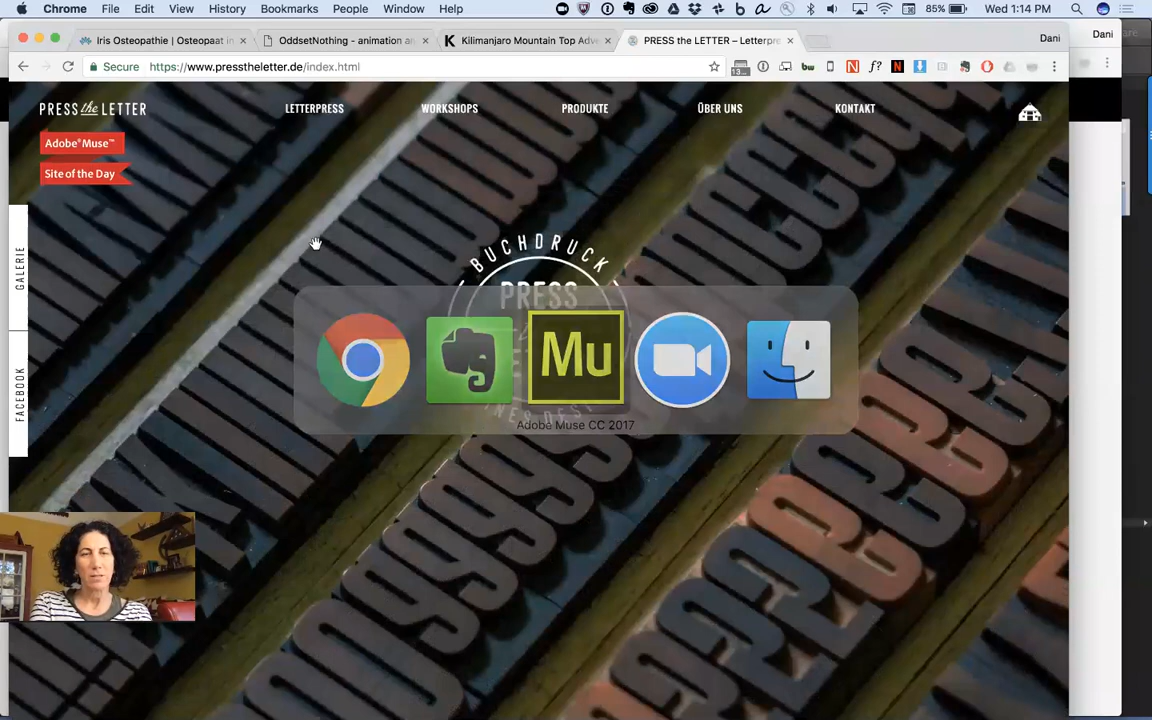 Chrome File Edit View History Bookmarks People Window Help 85% Wed 1:14 PM
Iris Osteopathie | Osteopaat in
OddsetNothing - animation an
Kilimanjaro Mountain Top Adve
PRESS the LETTER – Letterpre
Dani
Dani
Secure https://www.presstheletter.de/index.html
PRESS the LETTER
LETTERPRESS
WORKSHOPS
PRODUKTE
ÜBER UNS
KONTAKT
Adobe® Muse™
Site of the Day
GALERIE
FACEBOOK
BUCHDRUCK
PRESS
Mu
Adobe Muse CC 2017